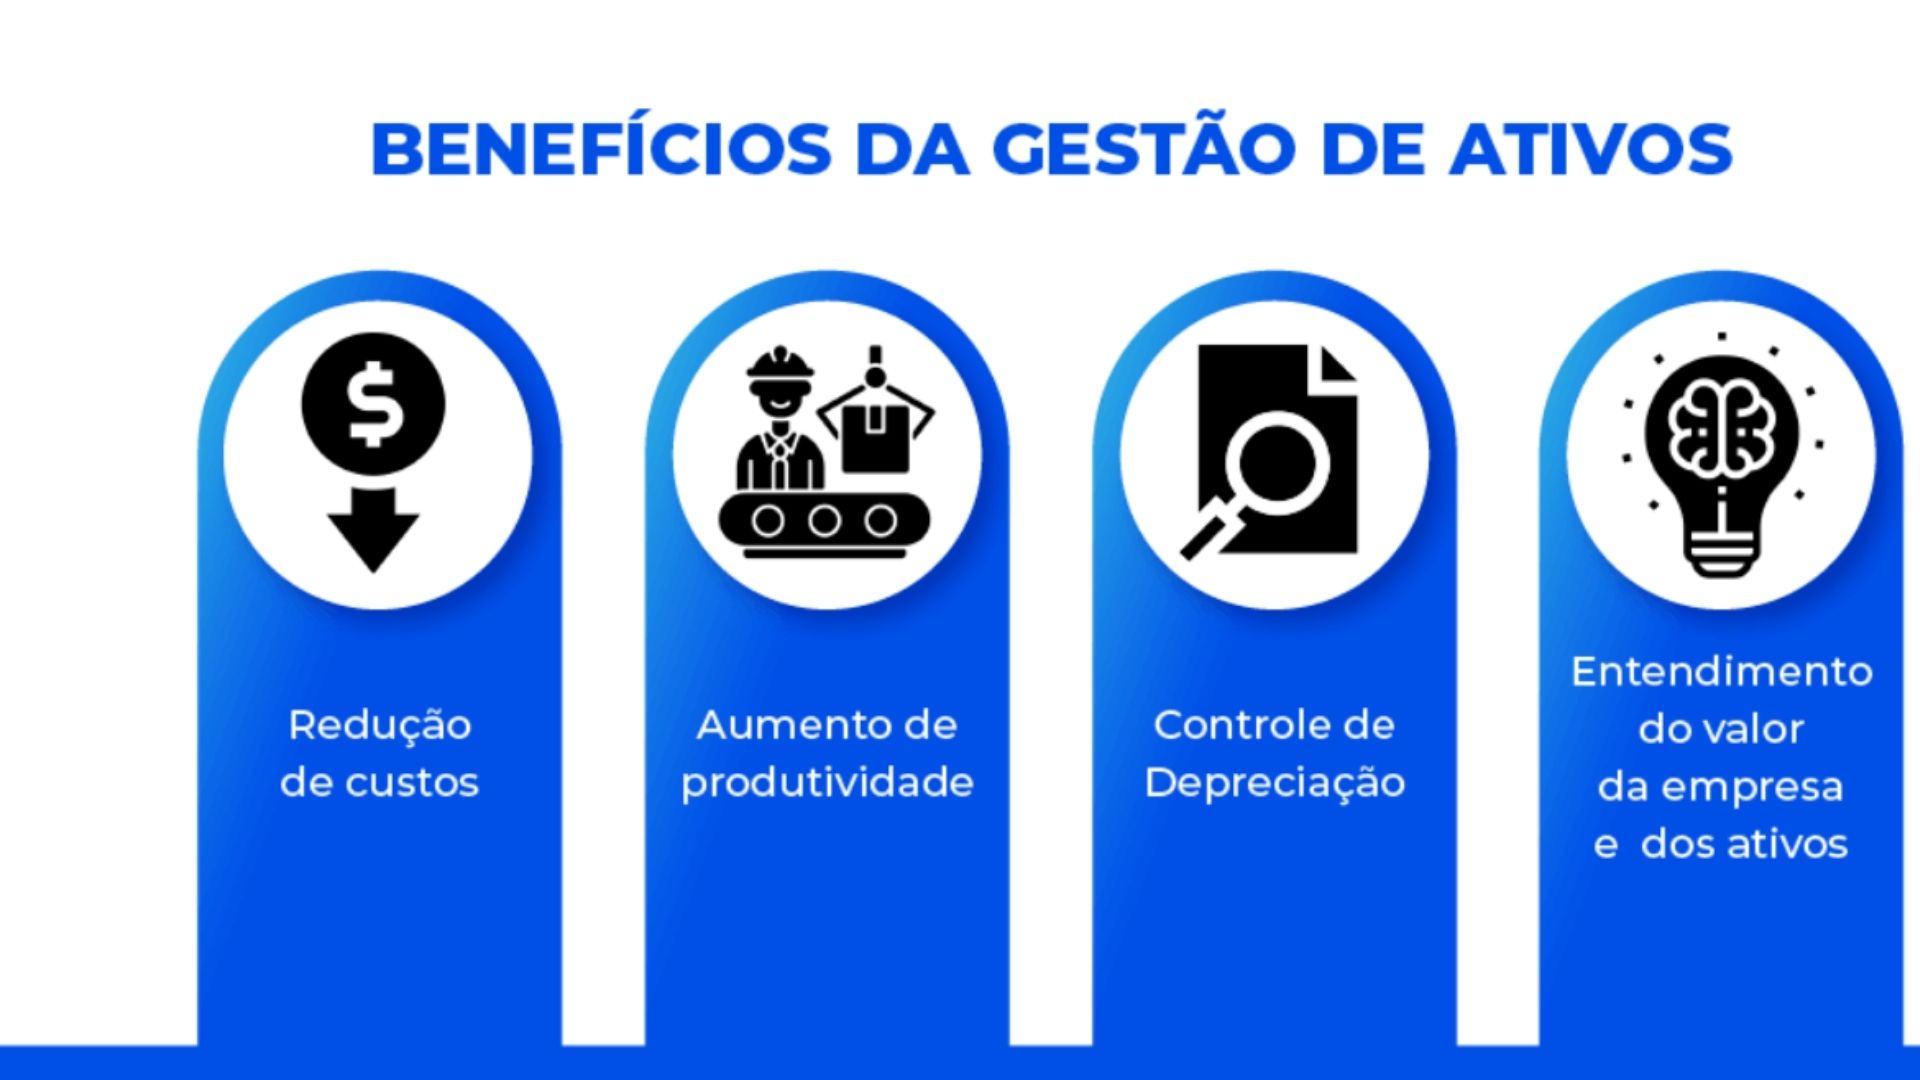 BENEFÍCIOS DA GESTÃO DE ATIVOS
$
Redução
de custos
Aumento de
produtividade
Controle de
Depreciação
Entendimento
do valor
da empresa
e dos ativos